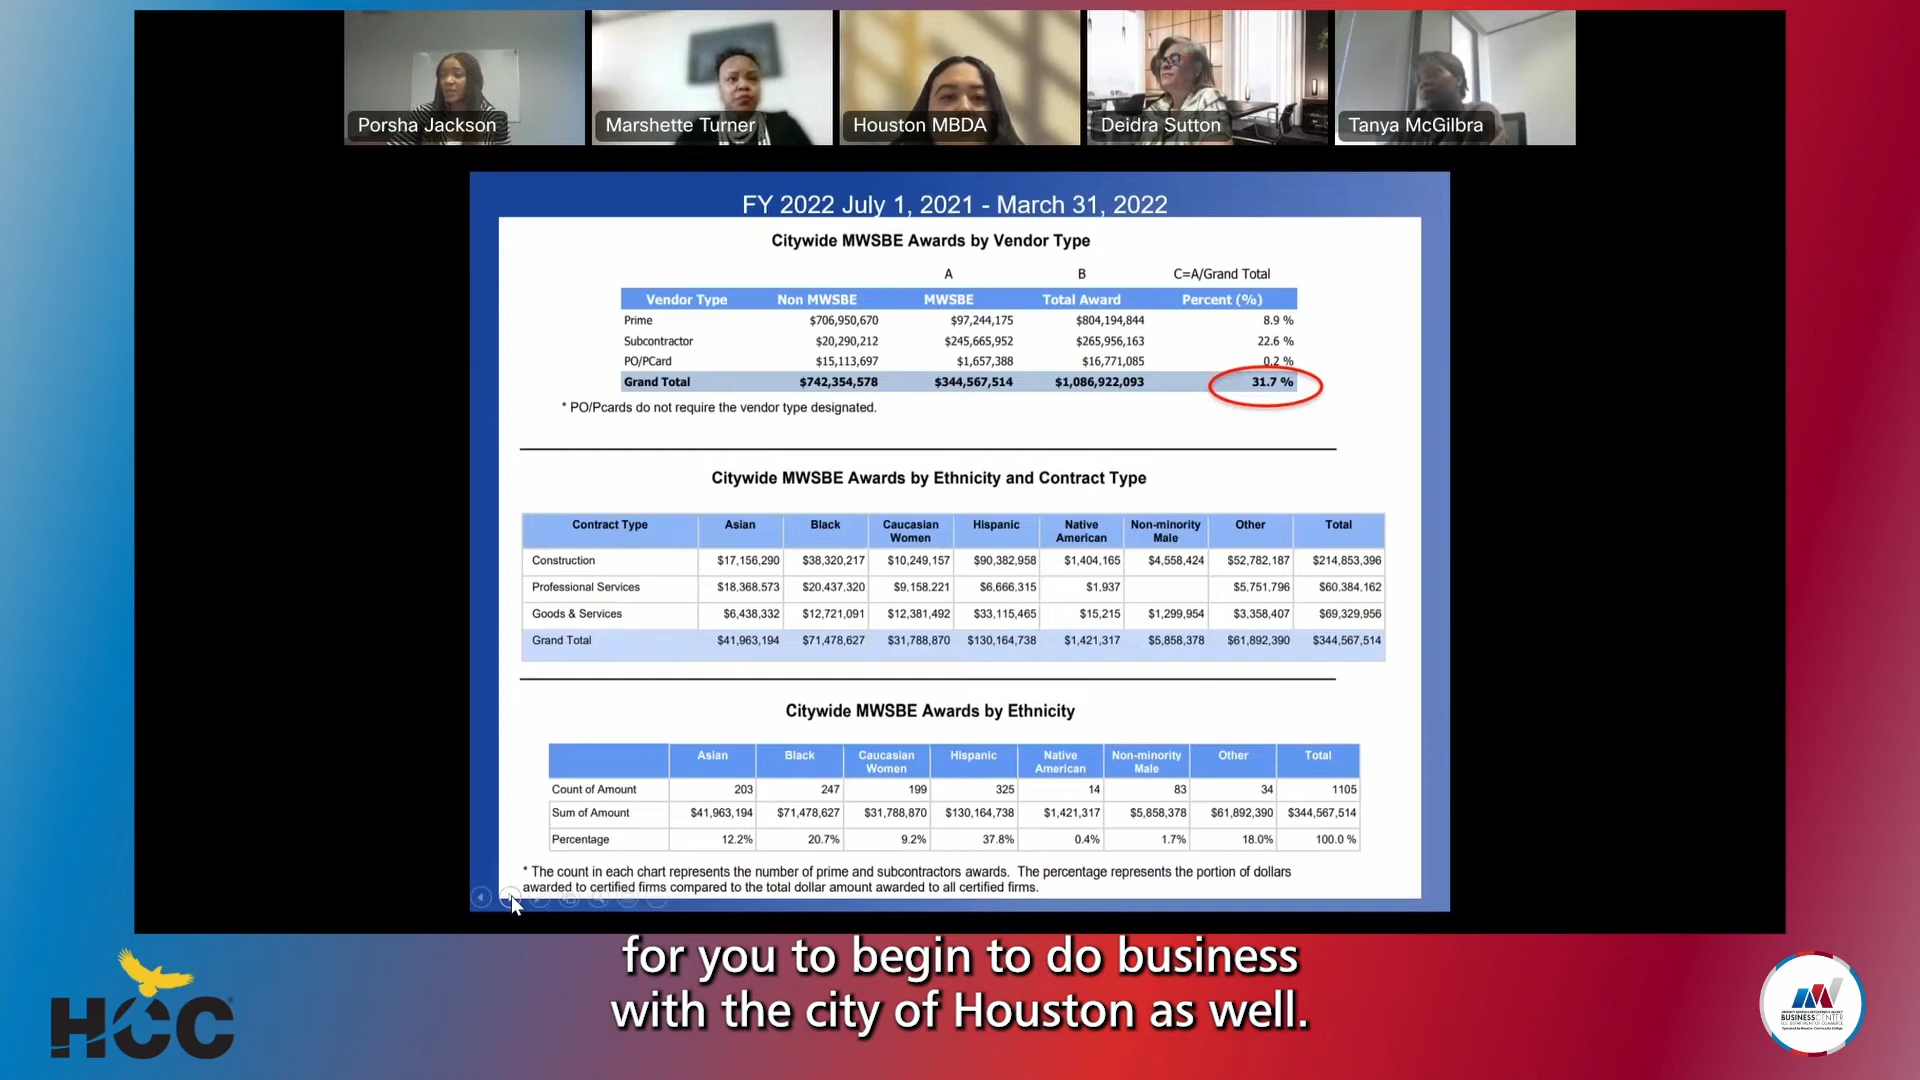 Porsha Jackson
Marshette Turner
Houston MBDA
Deidra Sutton
Tanya McGilbra
FY 2022 July 1, 2021 - March 31, 2022
Citywide MWSBE Awards by Vendor Type
A B C=A/Grand Total
Vendor Type Non MWSBE MWSBE Total Award Percent (%)
Prime $706,950,670 $97,244,175 $804,194,844 8.9 %
Subcontractor $20,290,212 $245,665,952 $265,956,163 22.6 %
PO/PCard $15,113,697 $1,657,388 $16,771,085 0.2 %
Grand Total $742,354,578 $344,567,514 $1,086,922,093 31.7 %
* PO/Pcards do not require the vendor type designated.
Citywide MWSBE Awards by Ethnicity and Contract Type
Contract Type Asian Black Caucasian Women Hispanic Native American Non-minority Male Other Total
Construction $17,156,290 $38,320,217 $10,249,157 $90,382,958 $1,404,165 $4,558,424 $52,782,187 $214,853,396
Professional Services $18,368,573 $20,437,320 $9,158,221 $6,666,315 $1,937 $5,751,796 $60,384,162
Goods & Services $6,438,332 $12,721,091 $12,381,492 $33,115,465 $15,215 $1,299,954 $3,358,407 $69,329,956
Grand Total $41,963,194 $71,478,627 $31,788,870 $130,164,738 $1,421,317 $5,858,378 $61,892,390 $344,567,514
Citywide MWSBE Awards by Ethnicity
Asian Black Caucasian Women Hispanic Native American Non-minority Male Other Total
Count of Amount 203 247 199 325 14 83 34 1105
Sum of Amount $41,963,194 $71,478,627 $31,788,870 $130,164,738 $1,421,317 $5,858,378 $61,892,390 $344,567,514
Percentage 12.2% 20.7% 9.2% 37.8% 0.4% 1.7% 18.0% 100.0 %
* The count in each chart represents the number of prime and subcontractors awards. The percentage represents the portion of dollars
awarded to certified firms compared to the total dollar amount awarded to all certified firms.
for you to begin to do business
with the city of Houston as well.
HCC
BUSINESS CENTER